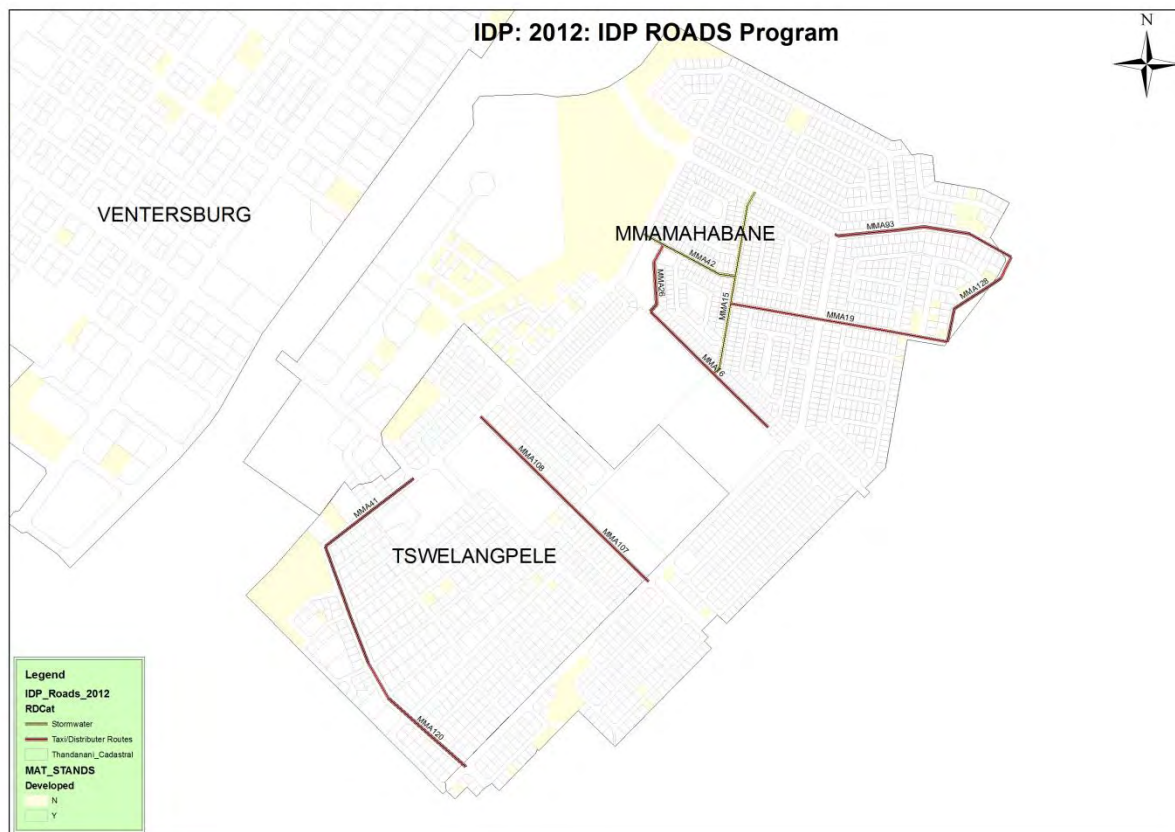 IDP: 2012: IDP ROADS Program
N
VENTERSBURG
MMAMAHABANE
MMA93
MMA42
MMA26
MMA15
MMA128
MMA19
MMA16
MMA108
MMA41
MMA107
TSWELANGPELE
MMA120
Legend
IDP_Roads_2012
RDCat
Stormwater
Taxi/Distributer Routes
Thandanani_Cadastral
MAT_STANDS
Developed
N
Y